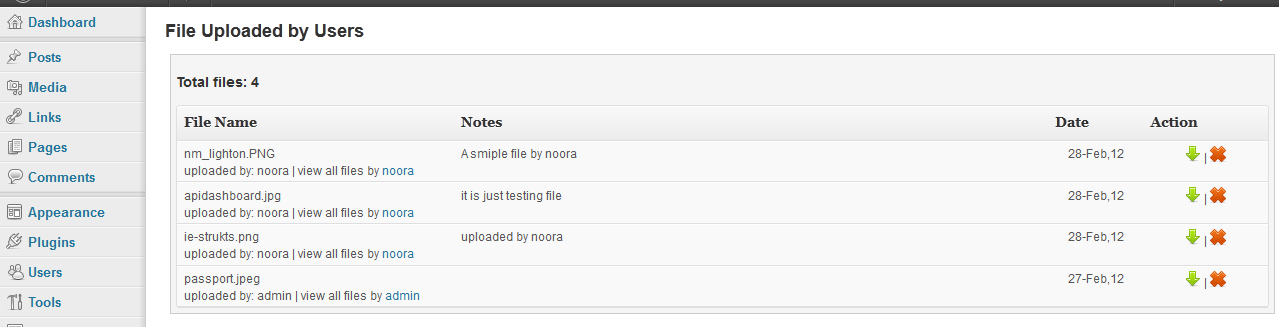 Dashboard
Posts
Media
Links
Pages
Comments
Appearance
Plugins
Users
Tools
File Uploaded by Users
Total files: 4
File Name Notes Date Action
nm_lighton.PNG A smiple file by noora 28-Feb,12 |
uploaded by: noora | view all files by noora
apidashboard.jpg it is just testing file 28-Feb,12 |
uploaded by: noora | view all files by noora
ie-strukts.png uploaded by noora 28-Feb,12 |
uploaded by: noora | view all files by noora
passport.jpeg 27-Feb,12 |
uploaded by: admin | view all files by admin